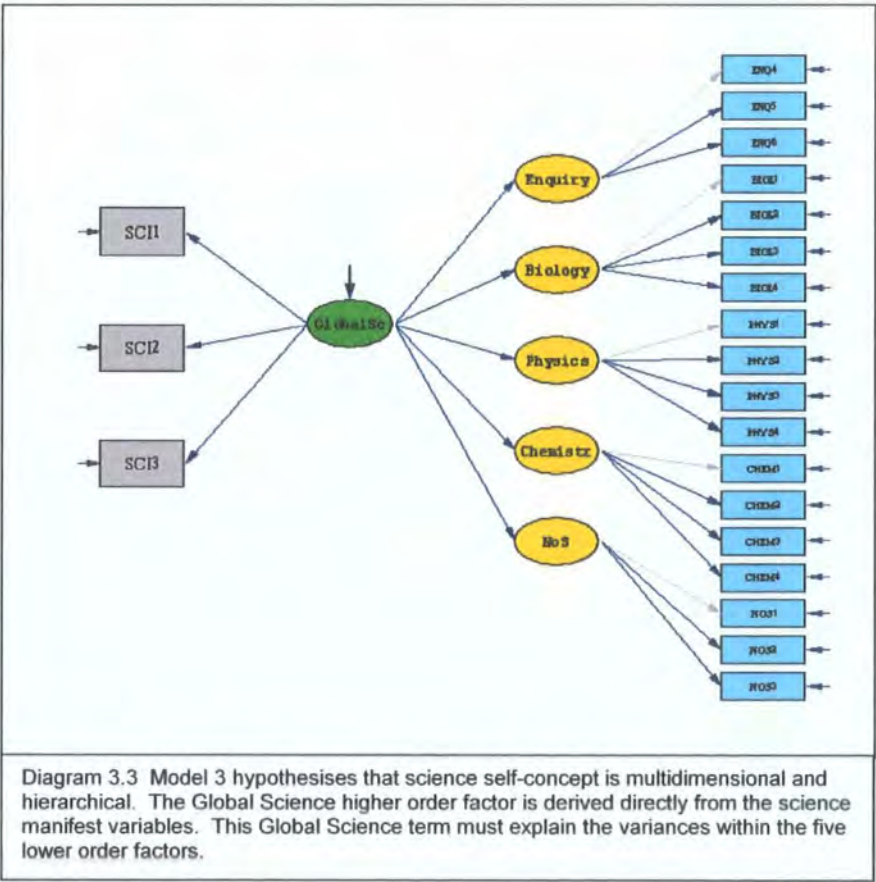 ENQ4
ENQ5
ENQ6
Enquiry
BIOL1
SCI1
BIOL2
BIOL3
Biology
BIOL4
GlobalSc
PHYS1
SCI2
PHYS2
Physics
PHYS3
PHYS4
Chemistr
CHEM1
SCI3
CHEM2
CHEM3
NoS
CHEM4
NOS1
NOS2
NOS3
Diagram 3.3 Model 3 hypothesises that science self-concept is multidimensional and
hierarchical. The Global Science higher order factor is derived directly from the science
manifest variables. This Global Science term must explain the variances within the five
lower order factors.